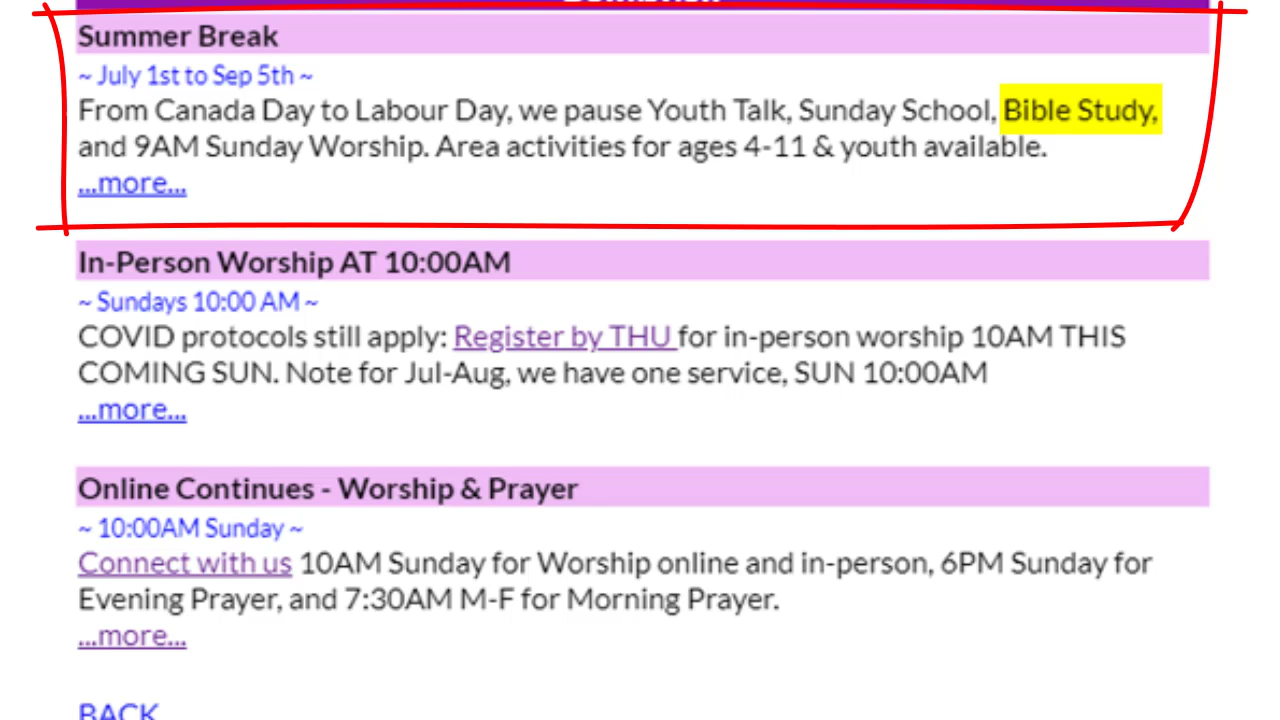 Summer Break
~ July 1st to Sep 5th ~
From Canada Day to Labour Day, we pause Youth Talk, Sunday School, Bible Study,
and 9AM Sunday Worship. Area activities for ages 4-11 & youth available.
...more...
In-Person Worship AT 10:00AM
~ Sundays 10:00 AM ~
COVID protocols still apply: Register by THU for in-person worship 10AM THIS
COMING SUN. Note for Jul-Aug, we have one service, SUN 10:00AM
...more...
Online Continues - Worship & Prayer
~ 10:00AM Sunday ~
Connect with us 10AM Sunday for Worship online and in-person, 6PM Sunday for
Evening Prayer, and 7:30AM M-F for Morning Prayer.
...more...
BACK